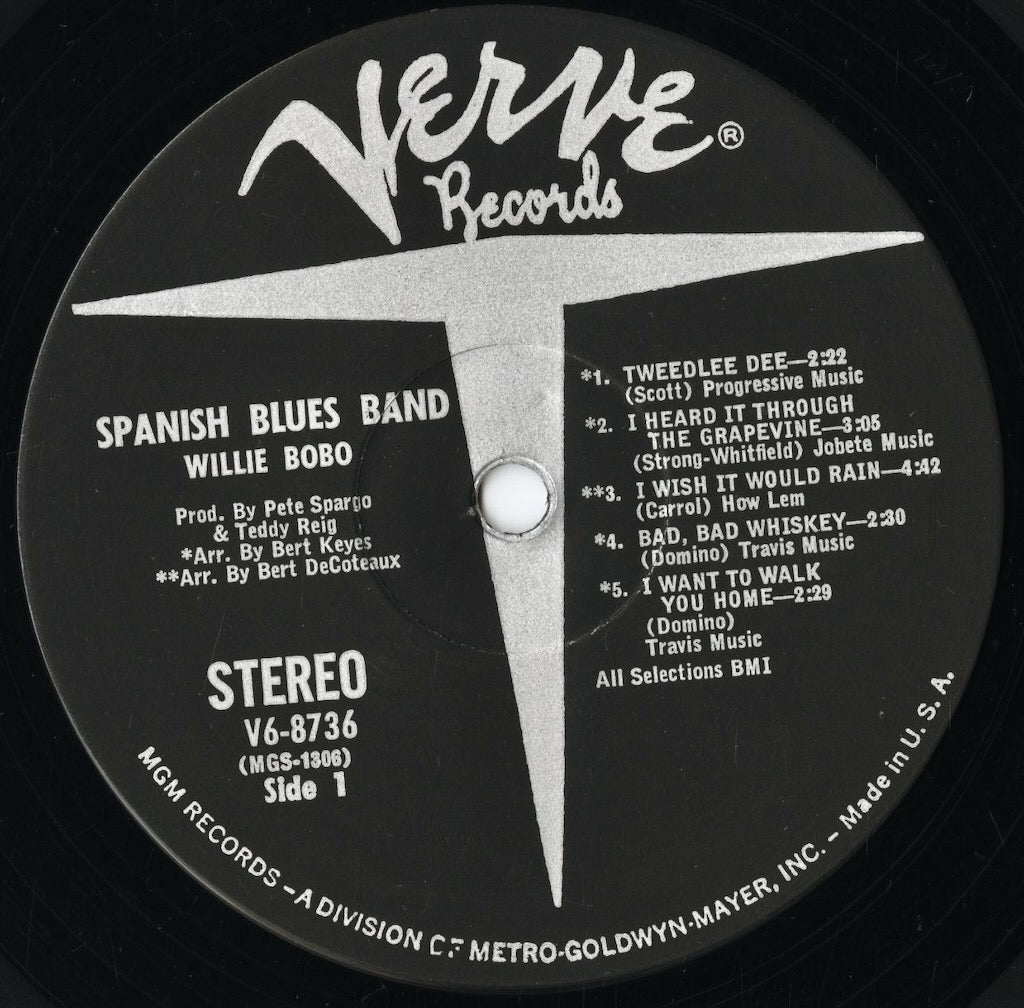 VERVE ®
Records
SPANISH BLUES BAND
WILLIE BOBO
Prod. By Pete Spargo
& Teddy Reig
*Arr. By Bert Keyes
**Arr. By Bert DeCoteaux
STEREO
V6-8736
(MGS-1306)
Side 1
*1. TWEEDLEE DEE—2:22
(Scott) Progressive Music
*2. I HEARD IT THROUGH
THE GRAPEVINE—3:05
(Strong-Whitfield) Jobete Music
**3. I WISH IT WOULD RAIN—4:42
(Carrol) How Lem
*4. BAD, BAD WHISKEY—2:30
(Domino) Travis Music
*5. I WANT TO WALK
YOU HOME—2:29
(Domino)
Travis Music
All Selections BMI
MGM RECORDS – A DIVISION OF METRO-GOLDWYN-MAYER, INC. – Made in U. S. A.